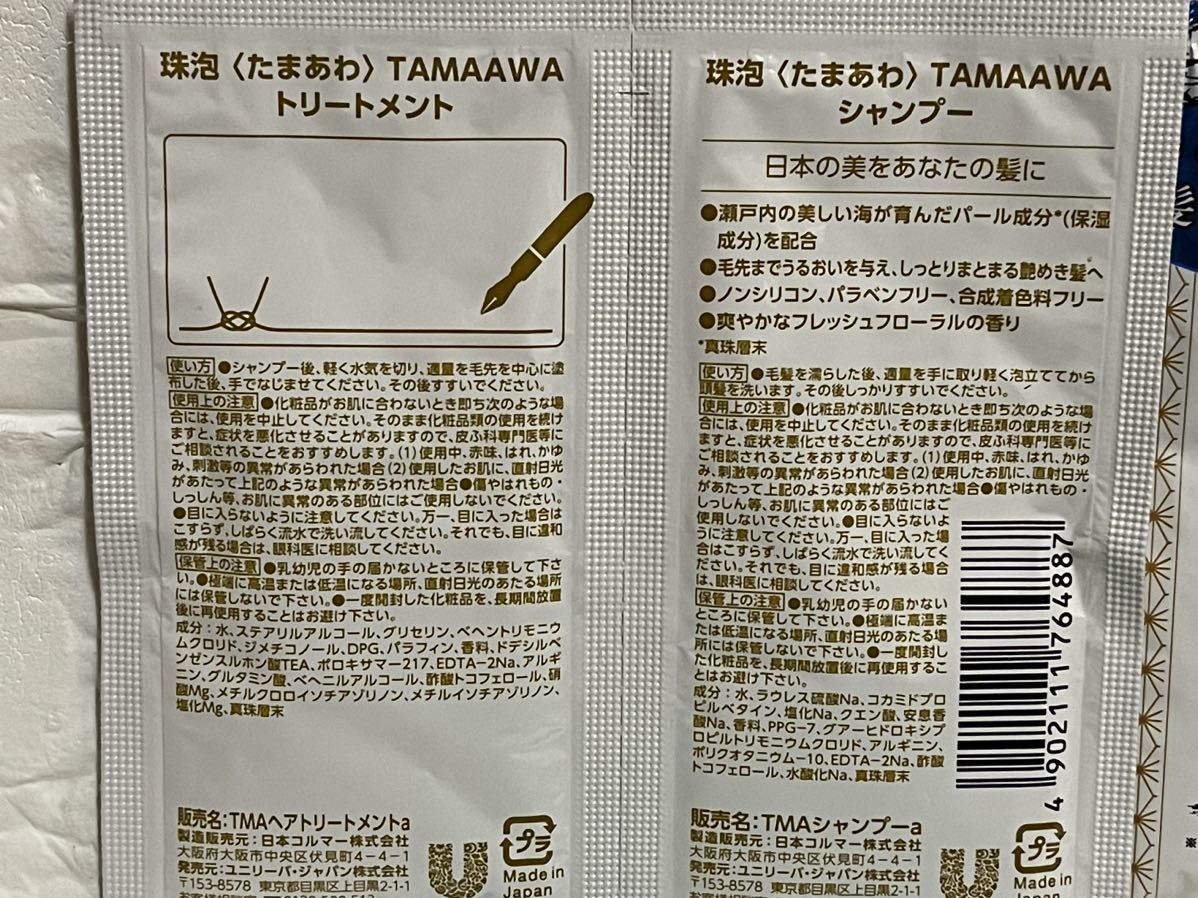 珠泡〈たまあわ〉TAMAAWA
トリートメント
使い方 ●シャンプー後、軽く水気を切り、適量を毛先を中心に塗
布した後、手でなじませてください。その後すすいでください。
使用上の注意 ●化粧品がお肌に合わないとき即ち次のような場
合には、使用を中止してください。そのまま化粧品類の使用を続け
ますと、症状を悪化させることがありますので、皮ふ科専門医等に
ご相談されることをおすすめします。(1)使用中、赤味、はれ、かゆ
み、刺激等の異常があらわれた場合(2)使用したお肌に、直射日光
があたって上記のような異常があらわれた場合●傷やはれもの・
しっしん等、お肌に異常のある部位にはご使用しないでください。
●目に入らないように注意してください。万一、目に入った場合は
こすらず、しばらく流水で洗い流してください。それでも、目に違和
感が残る場合は、眼科医に相談してください。
保管上の注意 ●乳幼児の手の届かないところに保管して下さ
い。●極端に高温または低温になる場所、直射日光のあたる場所
には保管しないで下さい。●一度開封した化粧品を、長期間放置
後に再使用することはお避け下さい。
成分：水、ステアリルアルコール、グリセリン、ベヘントリモニウ
ムクロリド、ジメチコノール、DPG、パラフィン、香料、ドデシルベ
ンゼンスルホン酸TEA、ポロキサマー217、EDTA-2Na、アルギ
ニン、グルタミン酸、ベヘニルアルコール、酢酸トコフェロール、硝
酸Mg、メチルクロロイソチアゾリノン、メチルイソチアゾリノン、
塩化Mg、真珠層末
販売名：TMAヘアトリートメントa
製造販売元：日本コルマー株式会社
大阪府大阪市中央区伏見町4-4-1
発売元：ユニリーバ・ジャパン株式会社
〒153-8578 東京都目黒区上目黒2-1-1
プラ
Made in
Japan
珠泡〈たまあわ〉TAMAAWA
シャンプー
日本の美をあなたの髪に
●瀬戸内の美しい海が育んだパール成分*(保湿
成分)を配合
●毛先までうるおいを与え、しっとりまとまる艶めき髪へ
●ノンシリコン、パラベンフリー、合成着色料フリー
●爽やかなフレッシュフローラルの香り
*真珠層末
使い方 ●毛髪を濡らした後、適量を手に取り軽く泡立ててから
頭髪を洗います。その後しっかりすすいでください。
使用上の注意 ●化粧品がお肌に合わないとき即ち次のような場
合には、使用を中止してください。そのまま化粧品類の使用を続け
ますと、症状を悪化させることがありますので、皮ふ科専門医等に
ご相談されることをおすすめします。(1)使用中、赤味、はれ、かゆ
み、刺激等の異常があらわれた場合(2)使用したお肌に、直射日光
があたって上記のような異常があらわれた場合●傷やはれもの・
しっしん等、お肌に異常のある部位にはご
使用しないでください。●目に入らないよ
うに注意してください。万一、目に入った場
合はこすらず、しばらく流水で洗い流してく
ださい。それでも、目に違和感が残る場合
は、眼科医に相談してください。
保管上の注意 ●乳幼児の手の届かない
ところに保管して下さい。●極端に高温ま
たは低温になる場所、直射日光のあたる場
所には保管しないで下さい。●一度開封し
た化粧品を、長期間放置後に再使用するこ
とはお避け下さい。
成分：水、ラウレス硫酸Na、コカミドプロ
ピルベタイン、塩化Na、クエン酸、安息香
酸Na、香料、PPG-7、グアーヒドロキシプ
ロピルトリモニウムクロリド、アルギニン、
ポリクオタニウム-10、EDTA-2Na、酢酸
トコフェロール、水酸化Na、真珠層末
4 902111 764887
販売名：TMAシャンプーa
製造販売元：日本コルマー株式会社
大阪府大阪市中央区伏見町4-4-1
発売元：ユニリーバ・ジャパン株式会社
〒153-8578 東京都目黒区上目黒2-1-1
プラ
Made in
Japan
髪